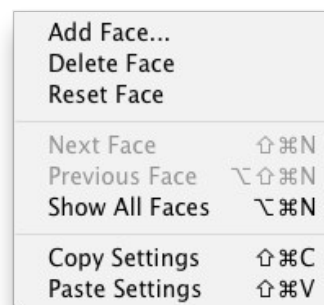 Add Face...
Delete Face
Reset Face
Next Face ⇧⌘N
Previous Face ⌥⇧⌘N
Show All Faces ⌥⌘N
Copy Settings ⇧⌘C
Paste Settings ⇧⌘V